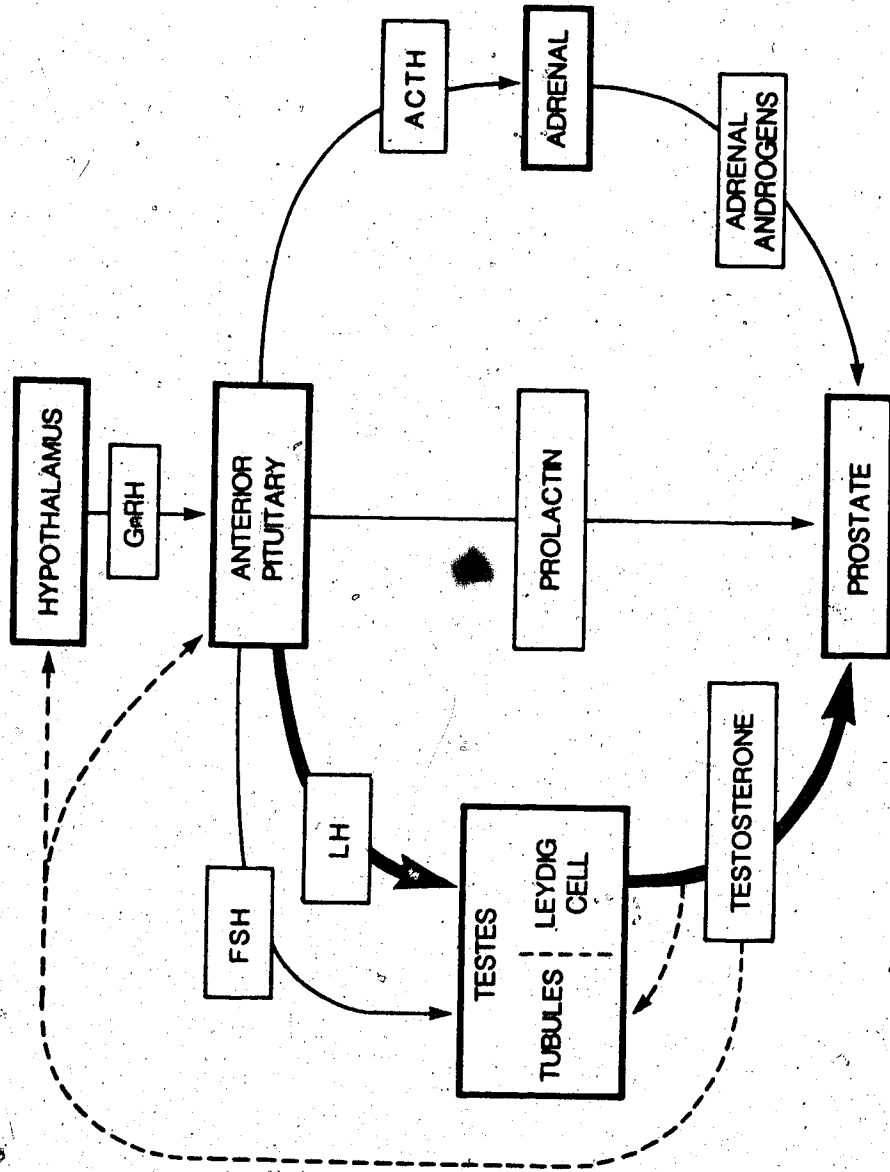 HYPOTHALAMUS
GnRH
ANTERIOR
PITUITARY
FSH
LH
ACTH
ADRENAL
PROLACTIN
TESTES
TUBULES
LEYDIG
CELL
TESTOSTERONE
ADRENAL
ANDROGENS
PROSTATE